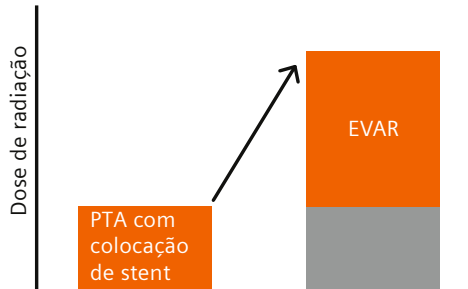 Dose de radiação
PTA com
colocação
de stent
EVAR